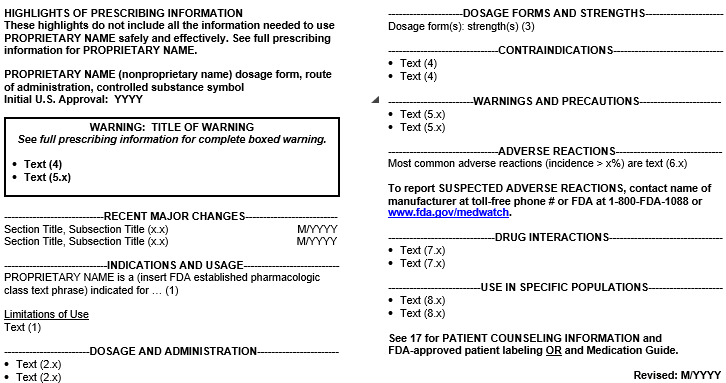 HIGHLIGHTS OF PRESCRIBING INFORMATION
These highlights do not include all the information needed to use
PROPRIETARY NAME safely and effectively. See full prescribing
information for PROPRIETARY NAME.
PROPRIETARY NAME (nonproprietary name) dosage form, route
of administration, controlled substance symbol
Initial U.S. Approval: YYYY
WARNING: TITLE OF WARNING
See full prescribing information for complete boxed warning.
• Text (4)
• Text (5.x)
---------------------------RECENT MAJOR CHANGES-------------------------
Section Title, Subsection Title (x.x) M/YYYY
Section Title, Subsection Title (x.x) M/YYYY
----------------------------INDICATIONS AND USAGE--------------------------
PROPRIETARY NAME is a (insert FDA established pharmacologic
class text phrase) indicated for … (1)
Limitations of Use
Text (1)
-----------------------DOSAGE AND ADMINISTRATION----------------------
• Text (2.x)
• Text (2.x)
---------------------DOSAGE FORMS AND STRENGTHS---------------------
Dosage form(s): strength(s) (3)
------------------------------CONTRAINDICATIONS------------------------------
• Text (4)
• Text (4)
-----------------------WARNINGS AND PRECAUTIONS-----------------------
• Text (5.x)
• Text (5.x)
------------------------------ADVERSE REACTIONS------------------------------
Most common adverse reactions (incidence > x%) are text (6.x)
To report SUSPECTED ADVERSE REACTIONS, contact name of
manufacturer at toll-free phone # or FDA at 1-800-FDA-1088 or
www.fda.gov/medwatch.
------------------------------DRUG INTERACTIONS-------------------------------
• Text (7.x)
• Text (7.x)
-------------------------USE IN SPECIFIC POPULATIONS--------------------
• Text (8.x)
• Text (8.x)
See 17 for PATIENT COUNSELING INFORMATION and
FDA-approved patient labeling OR and Medication Guide.
Revised: M/YYYY